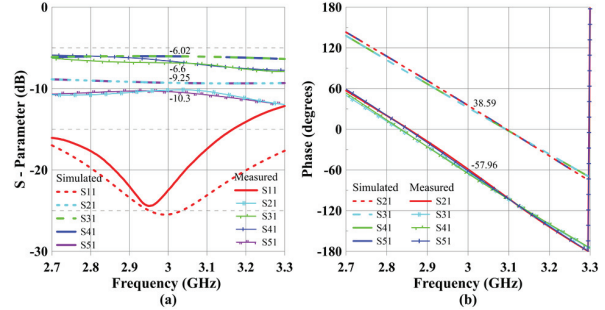 0
-6.02
-6.6
-9.25
-10
-10.3
-20
-30
S - Parameter (dB)
Simulated
S11
S21
S31
S41
S51
Measured
S11
S21
S31
S41
S51
2.7 2.8 2.9 3 3.1 3.2 3.3
Frequency (GHz)
(a)
180
120
60
0
-60
-120
-180
Phase (degrees)
38.59
-57.96
Simulated Measured
S21 S21
S31 S31
S41 S41
S51 S51
2.7 2.8 2.9 3 3.1 3.2 3.3
Frequency (GHz)
(b)